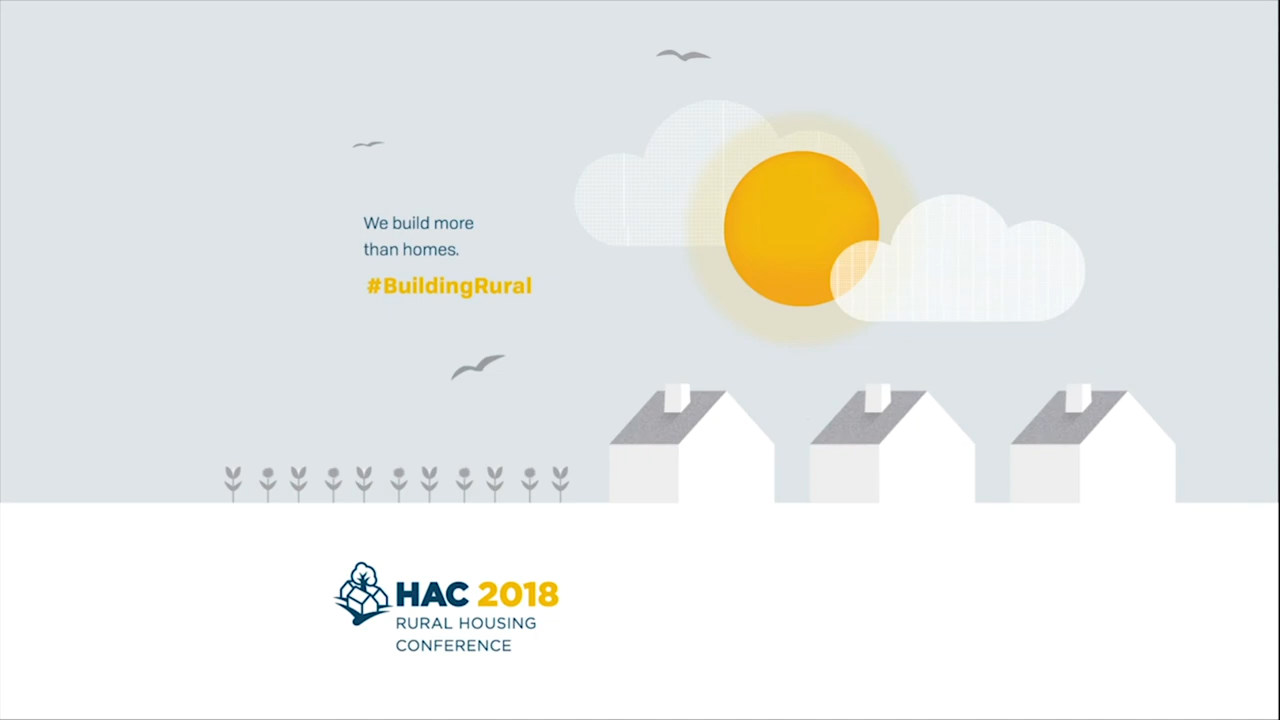 We build more
than homes.
#BuildingRural
HAC 2018
RURAL HOUSING
CONFERENCE